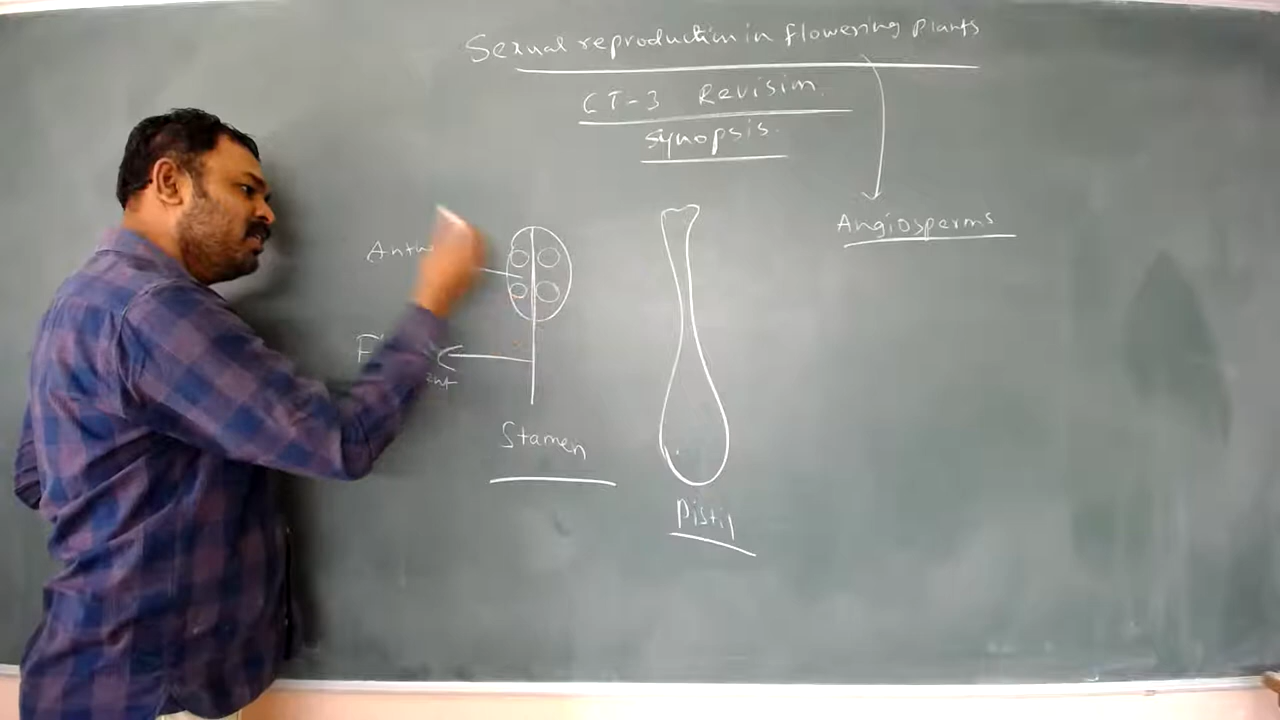 Sexual reproduction in flowering plants
CT-3 Revision
Synopsis
Angiosperms
Stamen
Pistil